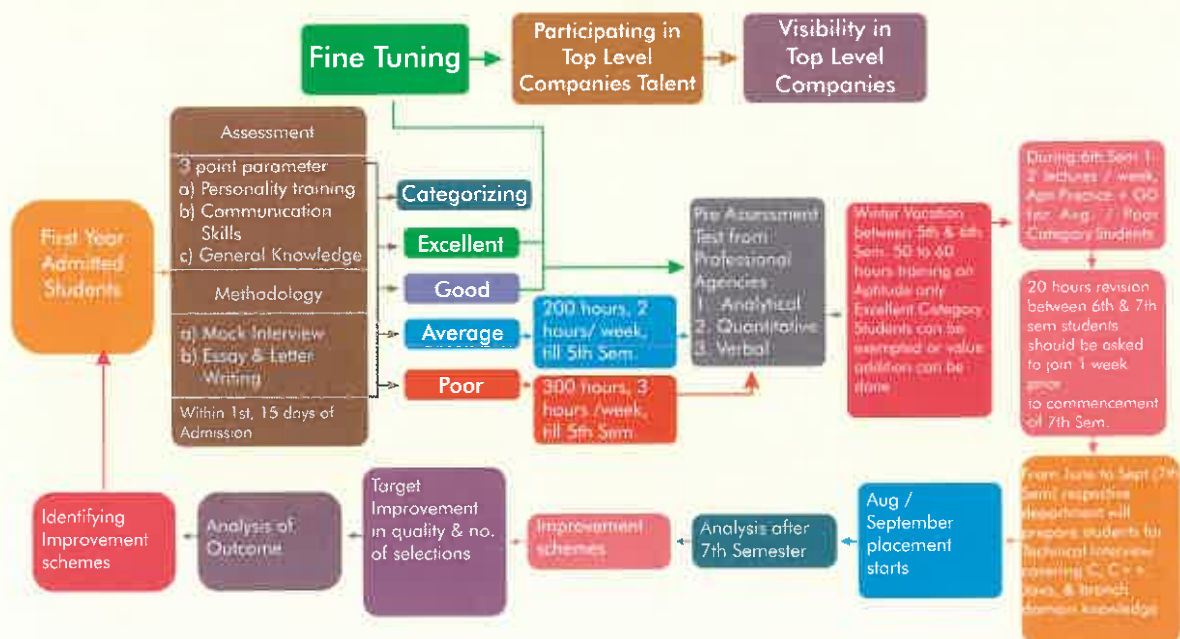 Fine Tuning
Participating in
Top Level
Companies Talent
Visibility in
Top Level
Companies
First Year
Admitted
Students
Assessment
3 point parameter
a) Personality training
b) Communication
Skills
c) General Knowledge
Methodology
a) Mock Interview
b) Essay & Letter
Writing
Within 1st, 15 days of
Admission
Categorizing
Excellent
Good
Average
Poor
200 hours, 2
hours/ week,
till 5th Sem.
300 hours, 3
hours /week,
till 5th Sem.
Pre Assessment
Test from
Professional
Agencies
1. Analytical
2. Quantitative
3. Verbal
Winter Vacation
between 5th & 6th
Sem. 50 to 60
hours training on
Aptitude only
Excellent Category
Students can be
exempted or value
addition can be
done
During 6th Sem 1-
2 lectures / week,
Apti Practice + GD
for Avg. / Poor
Category Students
20 hours revision
between 6th & 7th
sem students
should be asked
to join 1 week
prior
to commencement
of 7th Sem.
From June to Sept (7th
Sem) respective
department will
prepare students for
Technical Interview
covering C, C++
Java, & branch
domain knowledge
Aug /
September
placement
starts
Analysis after
7th Semester
Improvement
schemes
Target
Improvement
in quality & no.
of selections
Analysis of
Outcome
Identifying
Improvement
schemes